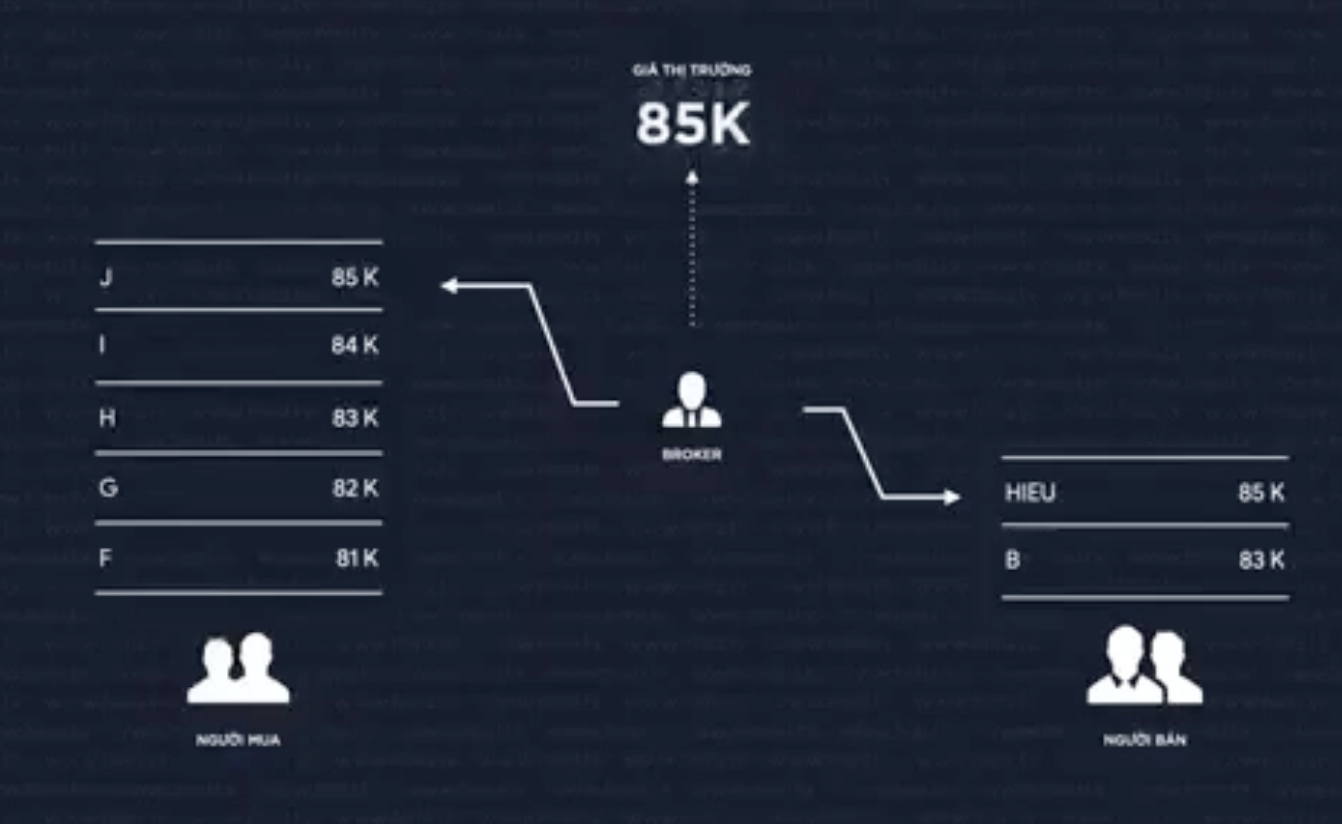 GIÁ THỊ TRƯỜNG
85K
J 85 K
I 84 K
H 83 K
G 82 K
F 81 K
NGƯỜI MUA
BROKER
HIEU 85 K
B 83 K
NGƯỜI BÁN